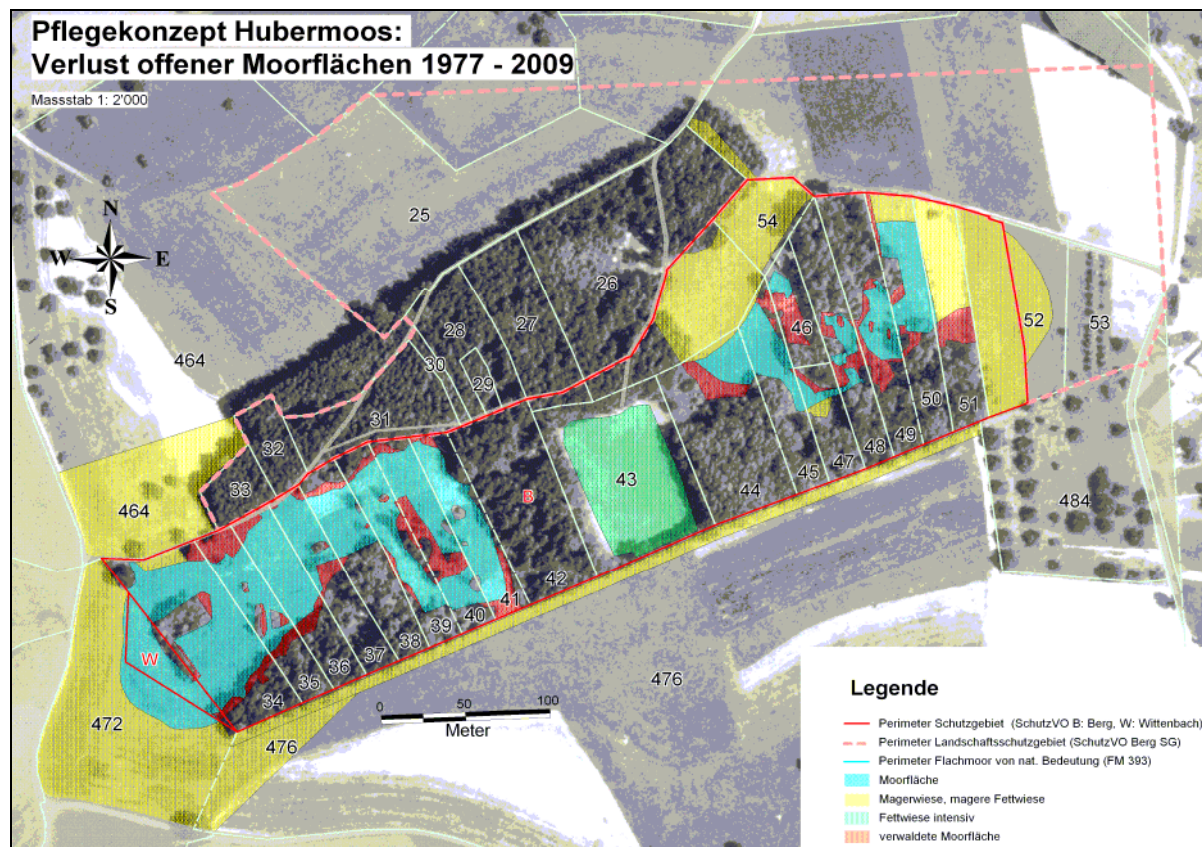 Pflegekonzept Hubermoos:
Verlust offener Moorflächen 1977 - 2009
Massstab 1: 2'000
N
W E
S
25
54
26
27
28
29
30
464
46
52
53
31
32
33
50
51
49
48
47
45
44
43
464
B
484
42
41
40
39
38
37
36
35
34
W
472
476
476
0 50 100
Meter
Legende
Perimeter Schutzgebiet (SchutzVO B: Berg, W: Wittenbach)
Perimeter Landschaftsschutzgebiet (SchutzVO Berg SG)
Perimeter Flachmoor von nat. Bedeutung (FM 393)
Moorfläche
Magerwiese, magere Fettwiese
Fettwiese intensiv
verwaldete Moorfläche